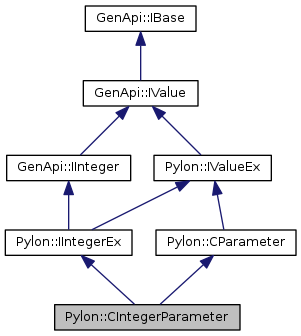 GenApi::IBase
GenApi::IValue
GenApi::IInteger
Pylon::IValueEx
Pylon::IIntegerEx
Pylon::CParameter
Pylon::CIntegerParameter